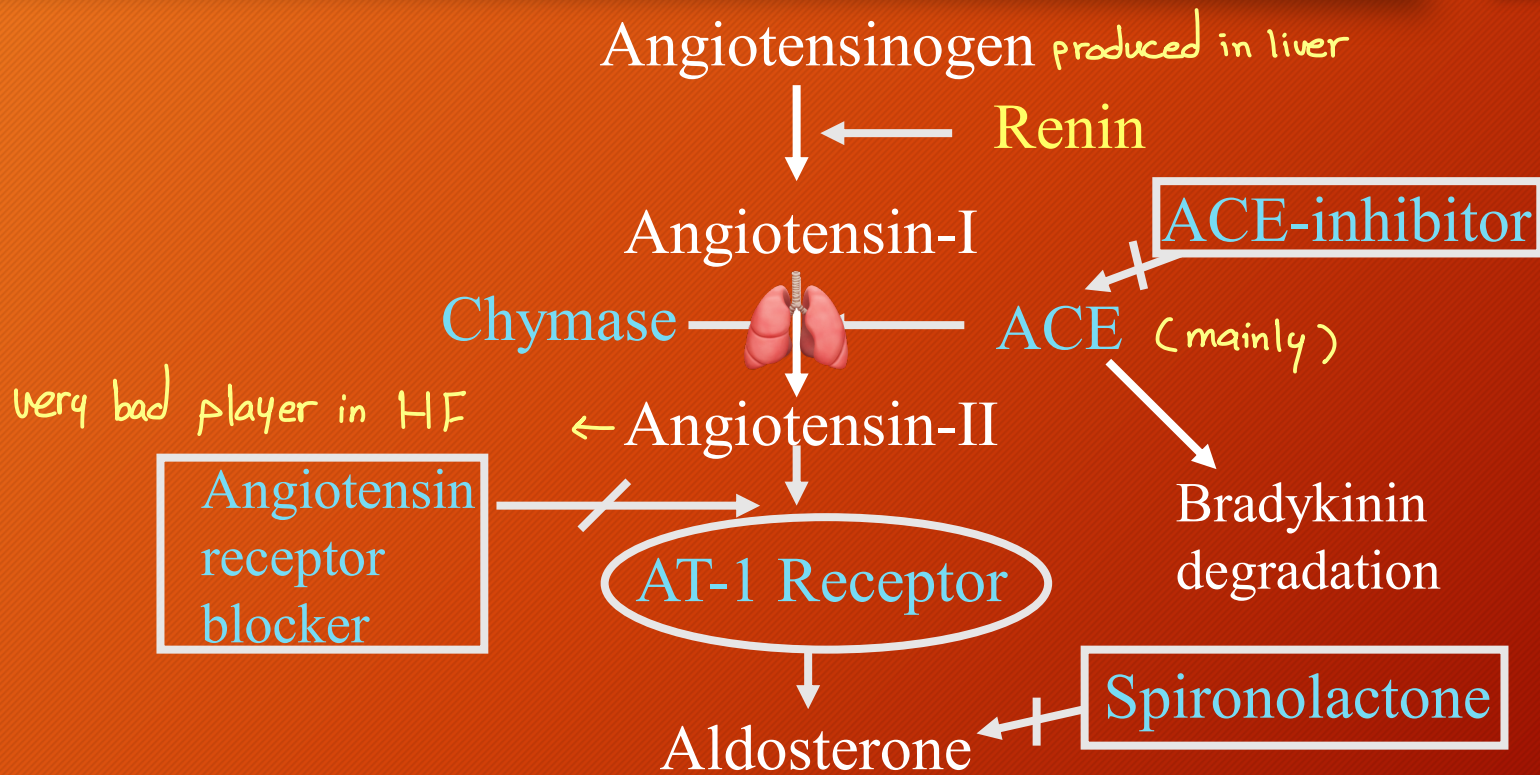 Angiotensinogen produced in liver
Renin
Angiotensin-I
ACE-inhibitor
Chymase
ACE (mainly)
very bad player in HF
← Angiotensin-II
Angiotensin
receptor
blocker
AT-1 Receptor
Bradykinin
degradation
Spironolactone
Aldosterone